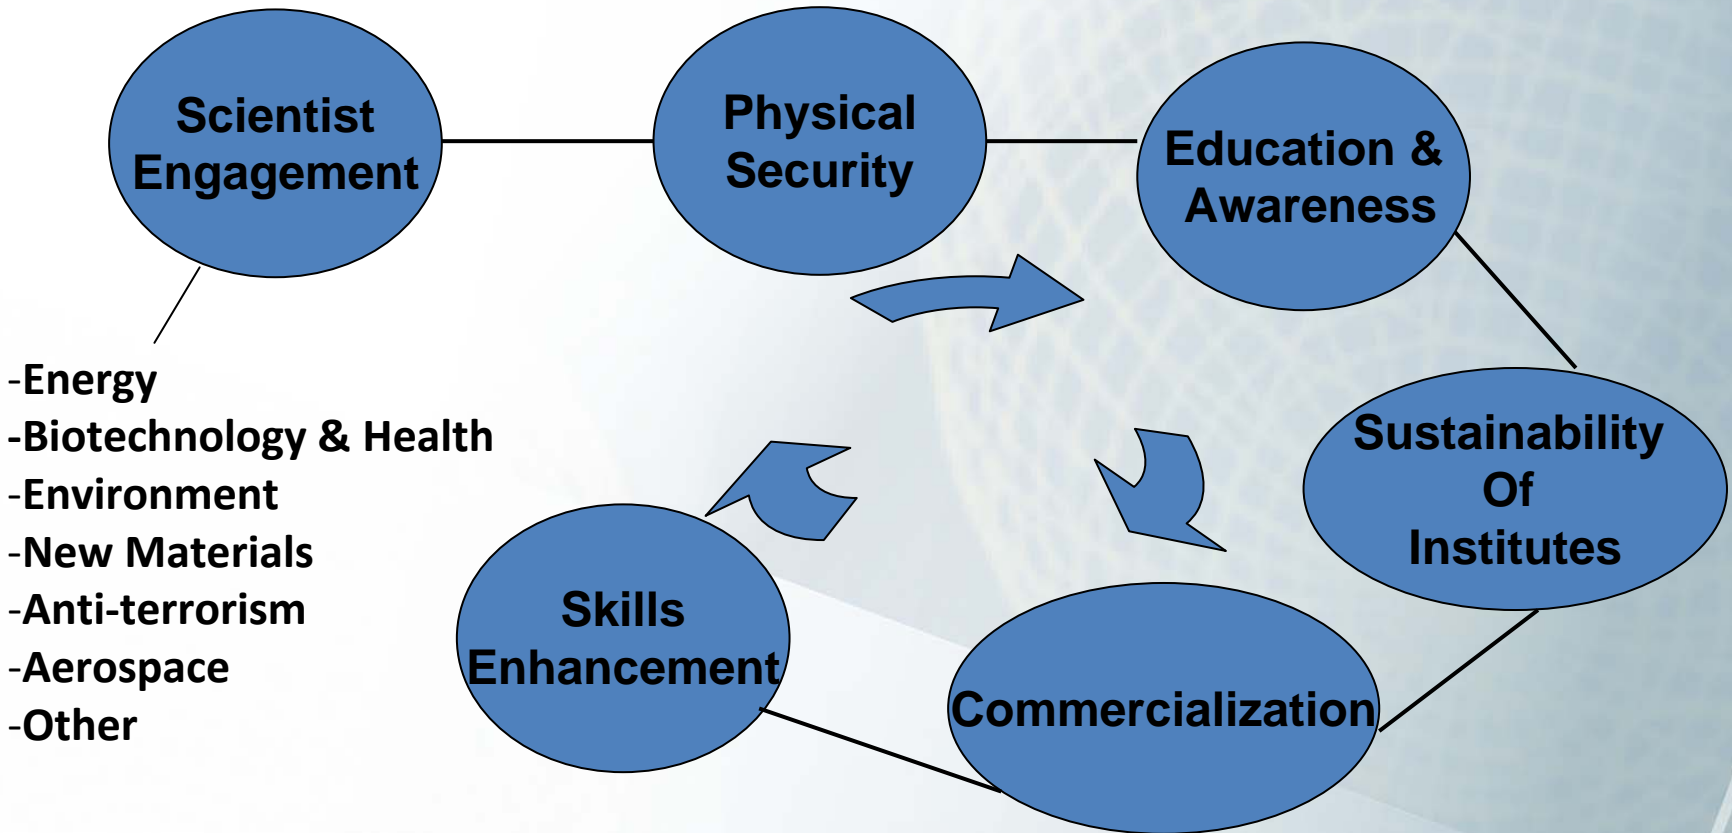 Scientist
Engagement
Physical
Security
Education &
Awareness
-Energy
-Biotechnology & Health
-Environment
-New Materials
-Anti-terrorism
-Aerospace
-Other
Sustainability
Of
Institutes
Skills
Enhancement
Commercialization